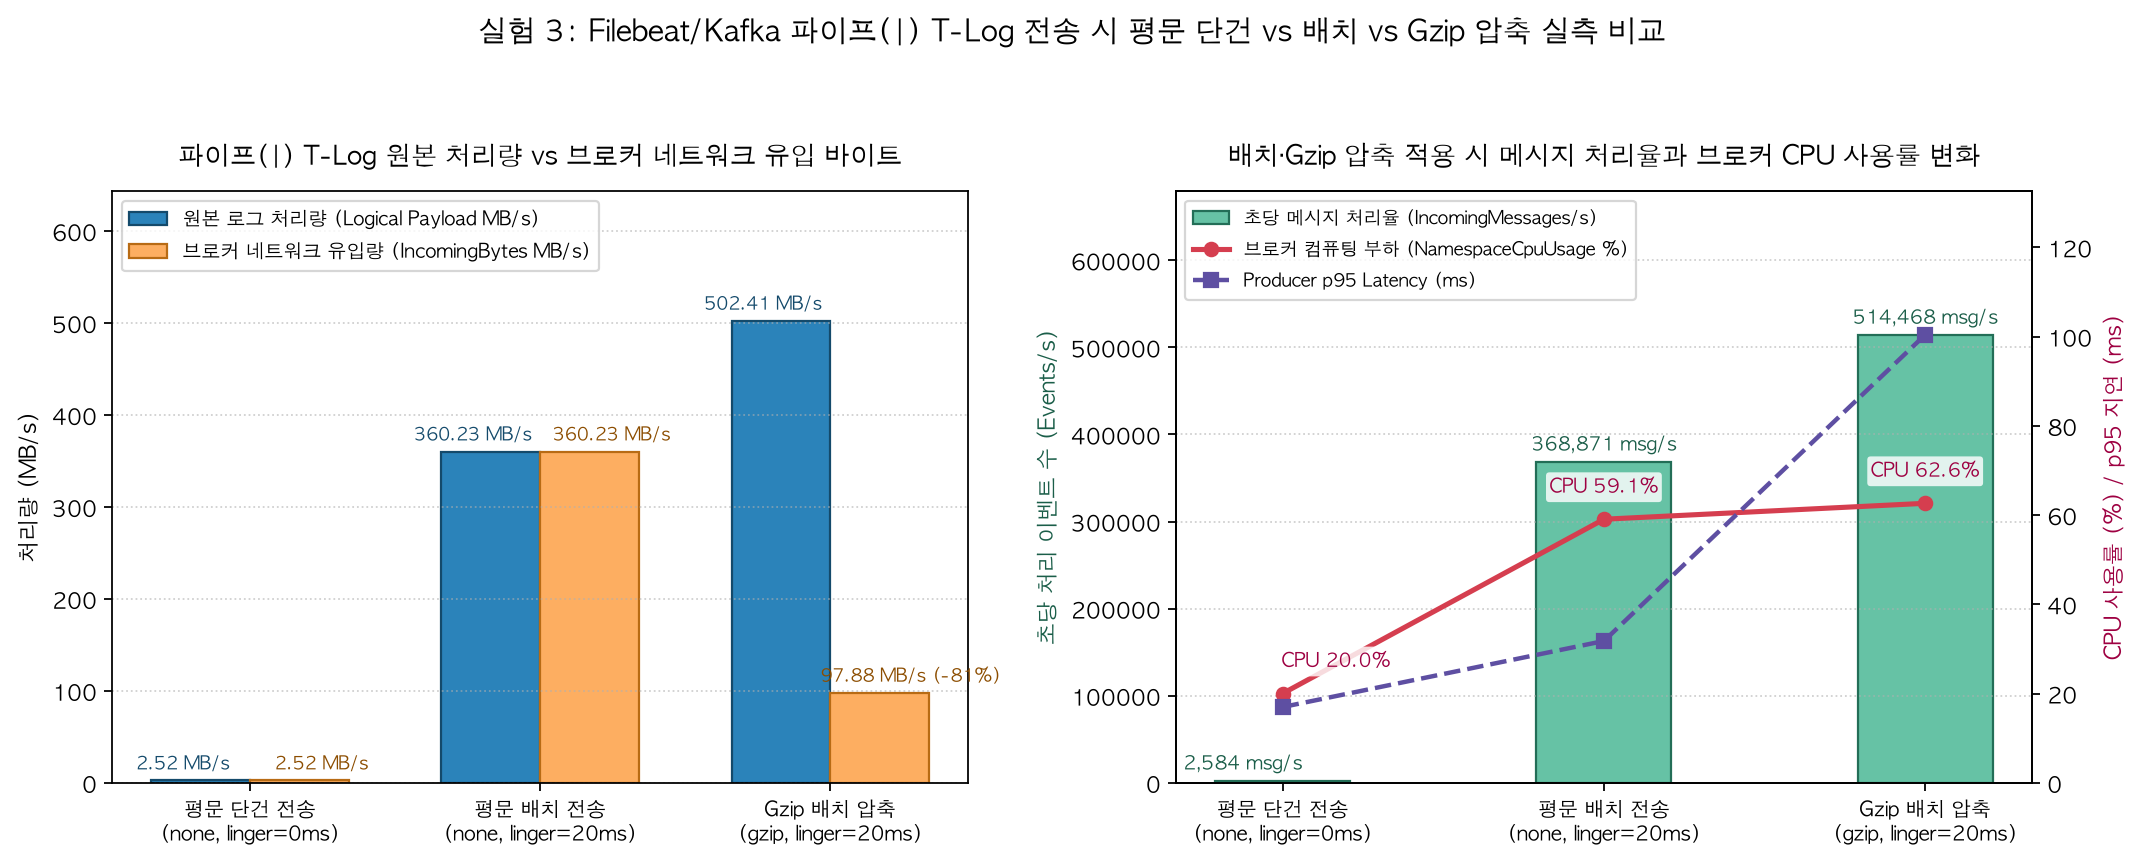 실험 3: Filebeat/Kafka 파이프(|) T-Log 전송 시 평문 단건 vs 배치 vs Gzip 압축 실측 비교
파이프(|) T-Log 원본 처리량 vs 브로커 네트워크 유입 바이트
원본 로그 처리량 (Logical Payload MB/s)
브로커 네트워크 유입량 (IncomingBytes MB/s)
처리량 (MB/s)
600
500
400
300
200
100
0
2.52 MB/s
2.52 MB/s
360.23 MB/s
360.23 MB/s
502.41 MB/s
97.88 MB/s (-81%)
평문 단건 전송
(none, linger=0ms)
평문 배치 전송
(none, linger=20ms)
Gzip 배치 압축
(gzip, linger=20ms)
배치·Gzip 압축 적용 시 메시지 처리율과 브로커 CPU 사용률 변화
초당 메시지 처리율 (IncomingMessages/s)
브로커 컴퓨팅 부하 (NamespaceCpuUsage %)
Producer p95 Latency (ms)
초당 처리 이벤트 수 (Events/s)
600000
500000
400000
300000
200000
100000
0
2,584 msg/s
368,871 msg/s
514,468 msg/s
CPU 20.0%
CPU 59.1%
CPU 62.6%
120
100
80
60
40
20
0
CPU 사용률 (%) / p95 지연 (ms)
평문 단건 전송
(none, linger=0ms)
평문 배치 전송
(none, linger=20ms)
Gzip 배치 압축
(gzip, linger=20ms)